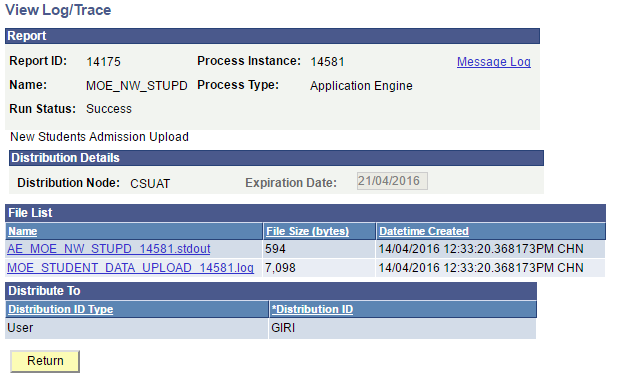 View Log/Trace
Report
Report ID: 14175 Process Instance: 14581 Message Log
Name: MOE_NW_STUPD Process Type: Application Engine
Run Status: Success
New Students Admission Upload
Distribution Details
Distribution Node: CSUAT Expiration Date: 21/04/2016
File List
Name File Size (bytes) Datetime Created
AE_MOE_NW_STUPD_14581.stdout 594 14/04/2016 12:33:20.368173PM CHN
MOE_STUDENT_DATA_UPLOAD_14581.log 7,098 14/04/2016 12:33:20.368173PM CHN
Distribute To
Distribution ID Type *Distribution ID
User GIRI
Return